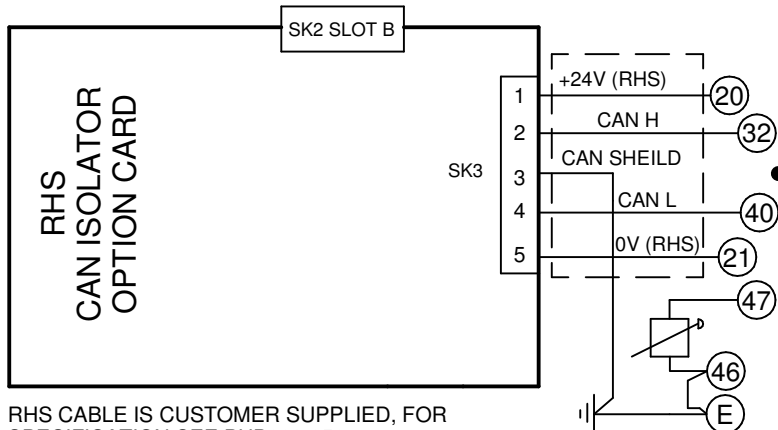 SK2 SLOT B
RHS
CAN ISOLATOR
OPTION CARD
SK3
1
+24V (RHS)
20
2
CAN H
32
3
CAN SHEILD
4
CAN L
40
5
0V (RHS)
21
47
46
E
RHS CABLE IS CUSTOMER SUPPLIED, FOR